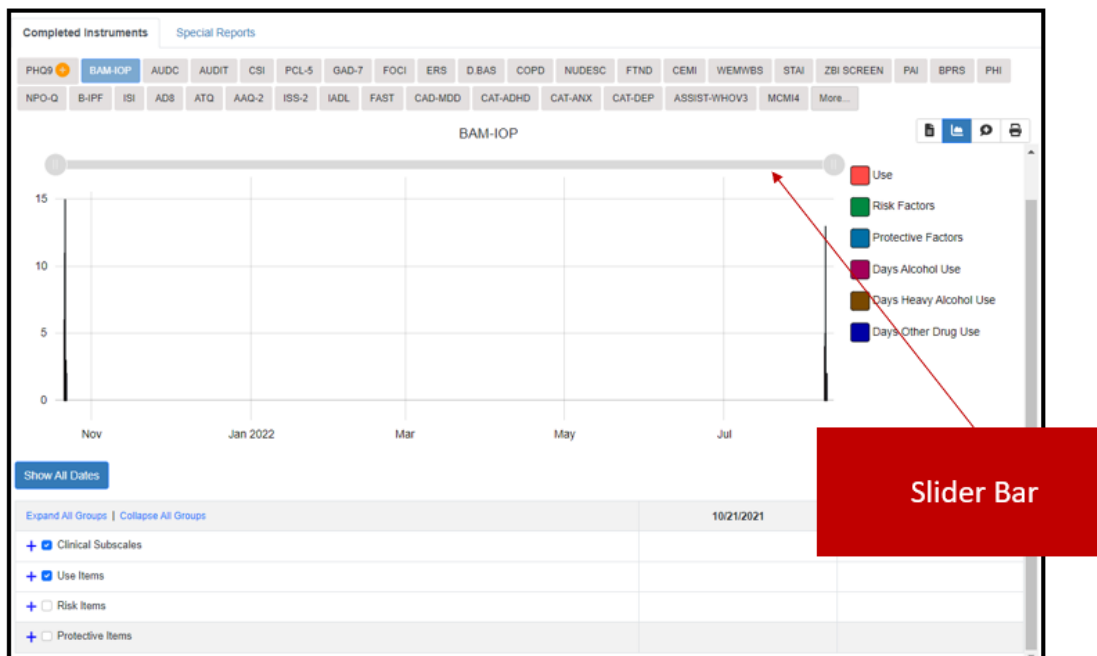 Completed Instruments Special Reports
PHQ9 BAM-IOP AUDC AUDIT CSI PCL-5 GAD-7 FOCI ERS D.BAS COPD NUDESC FTND CEMI WEMWBS STAI ZBI SCREEN PAI BPRS PHI
NPO-Q B-IPF ISI AD8 ATQ AAQ-2 ISS-2 IADL FAST CAD-MDD CAT-ADHD CAT-ANX CAT-DEP ASSIST-WHOV3 MCMI4 More...
BAM-IOP
Use
Risk Factors
Protective Factors
Days Alcohol Use
Days Heavy Alcohol Use
Days Other Drug Use
15
10
5
0
Nov Jan 2022 Mar May Jul
Slider Bar
Show All Dates
Expand All Groups | Collapse All Groups 10/21/2021
Clinical Subscales
Use Items
Risk Items
Protective Items